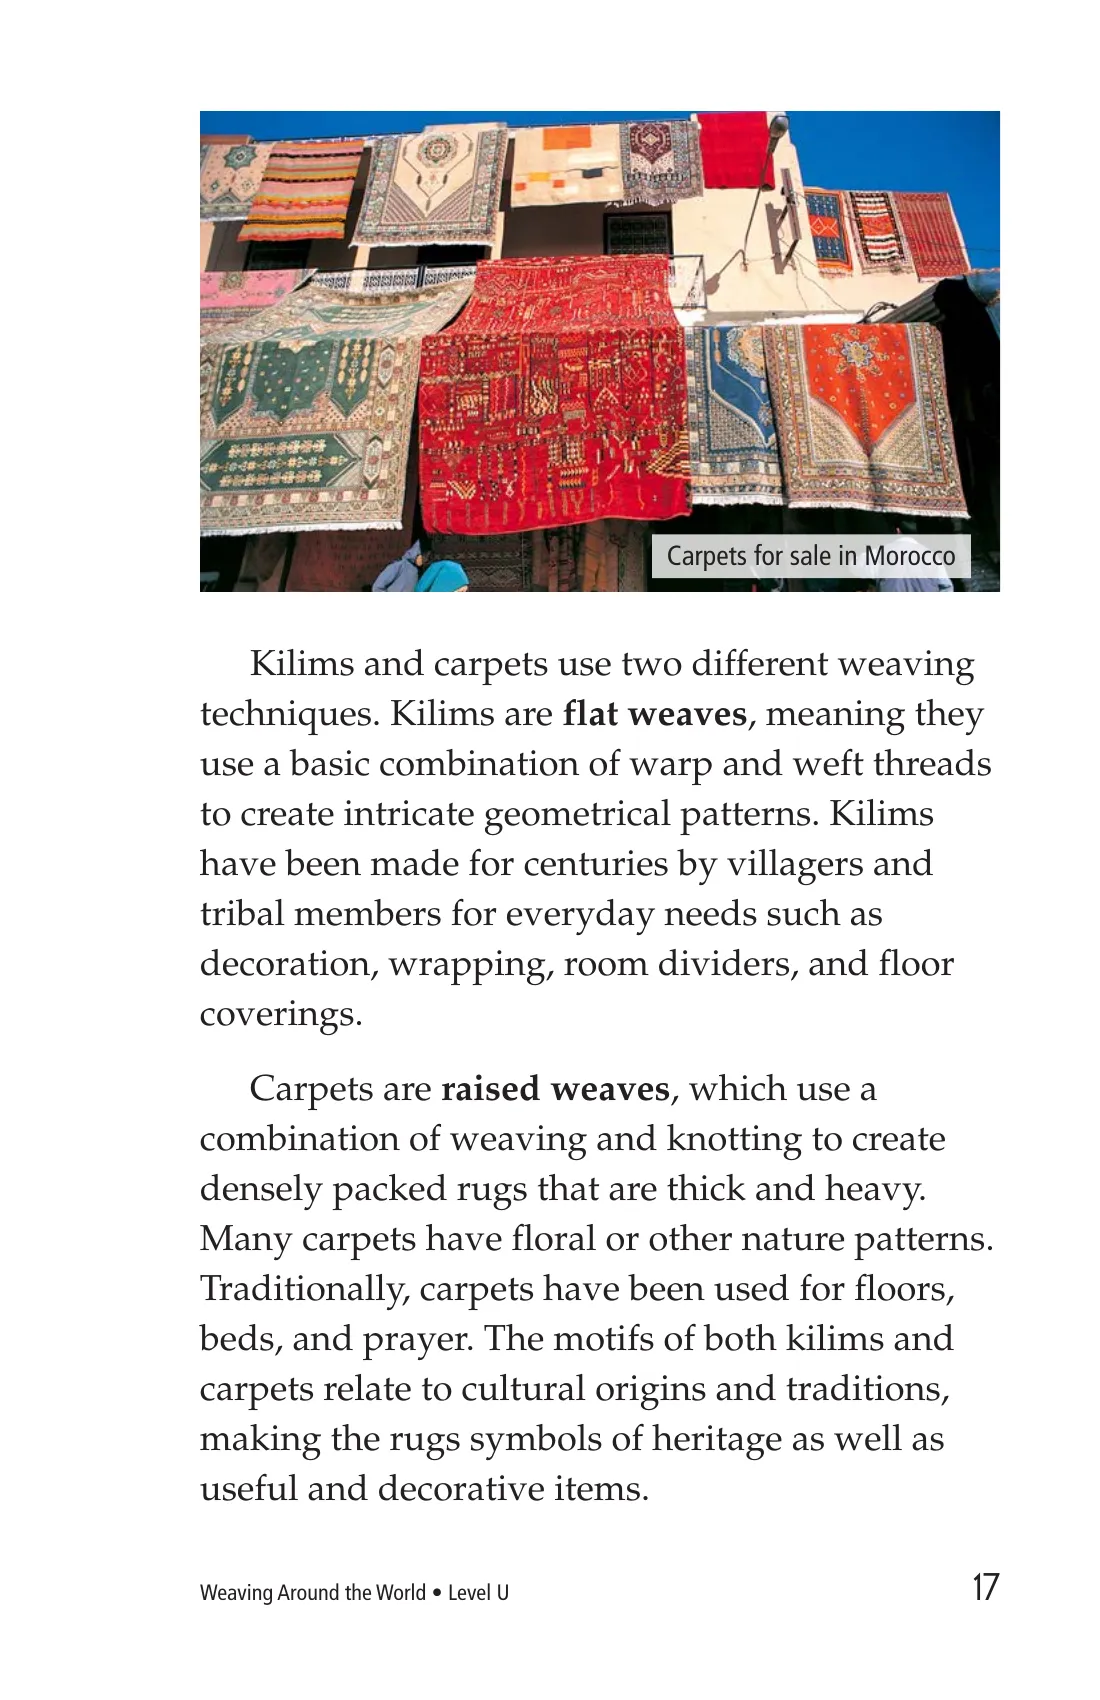 Carpets for sale in Morocco
Kilims and carpets use two different weaving
techniques. Kilims are flat weaves, meaning they
use a basic combination of warp and weft threads
to create intricate geometrical patterns. Kilims
have been made for centuries by villagers and
tribal members for everyday needs such as
decoration, wrapping, room dividers, and floor
coverings.
Carpets are raised weaves, which use a
combination of weaving and knotting to create
densely packed rugs that are thick and heavy.
Many carpets have floral or other nature patterns.
Traditionally, carpets have been used for floors,
beds, and prayer. The motifs of both kilims and
carpets relate to cultural origins and traditions,
making the rugs symbols of heritage as well as
useful and decorative items.
Weaving Around the World • Level U
17